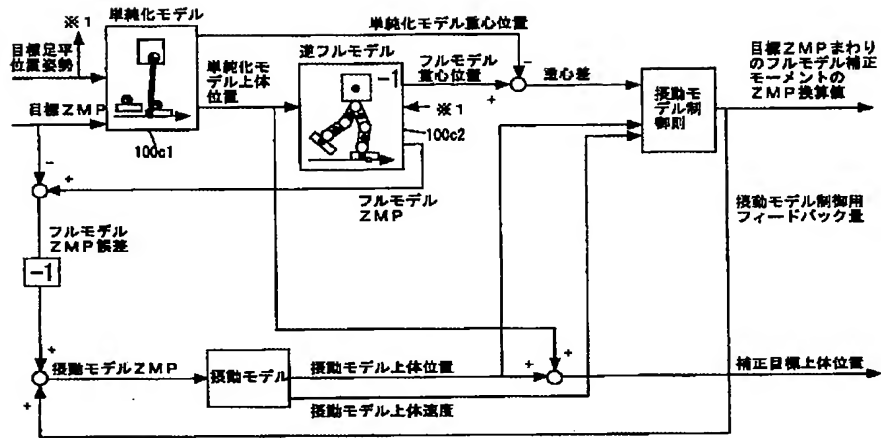 ※1
単純化モデル
単純化モデル重心位置
目標足平
位置姿勢
単純化モ
デル上体
位置
逆フルモデル
-1
フルモデル
重心位置
-
+
重心差
目標ZMPまわり
のフルモデル補正
モーメントの
ZMP換算値
摂動モ
デル制
御則
※1
目標ZMP
100c1
100c2
-
+
フルモデル
ZMP
摂動モデル制御用
フィードバック量
フルモデル
ZMP誤差
-1
+
+
摂動モデルZMP
摂動モデル
摂動モデル上体位置
+
補正目標上体位置
+
摂動モデル上体速度